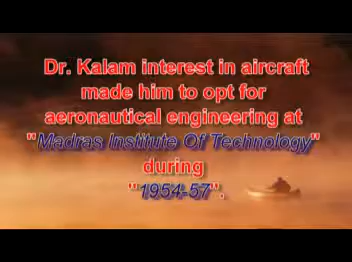 Dr. Kalam interest in aircraft
made him to opt for
aeronautical engineering at
"Madras Institute Of Technology"
during
"1954-57".